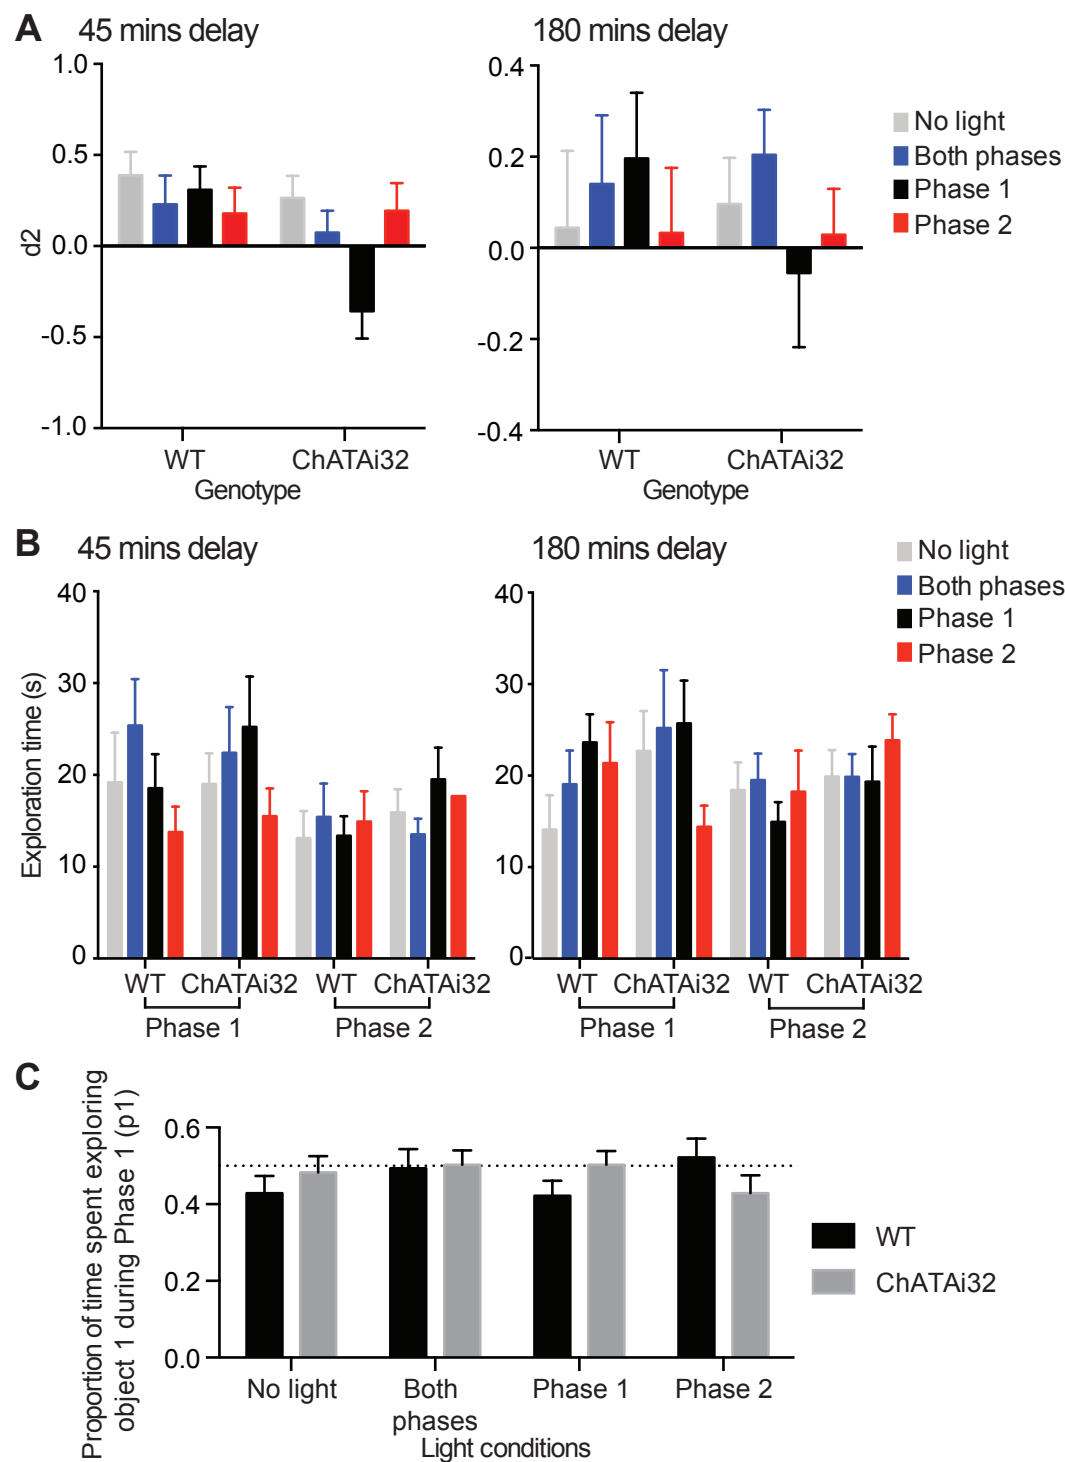 A 45 mins delay 180 mins delay
1.0
0.5
0.0
-0.5
-1.0
d2
WT ChATAi32
Genotype
0.4
0.2
0.0
-0.2
-0.4
WT ChATAi32
Genotype
No light
Both phases
Phase 1
Phase 2
B 45 mins delay 180 mins delay
40
30
20
10
0
Exploration time (s)
WT ChATAi32 WT ChATAi32
Phase 1 Phase 2
40
30
20
10
0
WT ChATAi32 WT ChATAi32
Phase 1 Phase 2
No light
Both phases
Phase 1
Phase 2
C
Proportion of time spent exploring
object 1 during Phase 1 (p1)
0.6
0.4
0.2
0.0
No light Both Phase 1 Phase 2
phases
Light conditions
WT
ChATAi32